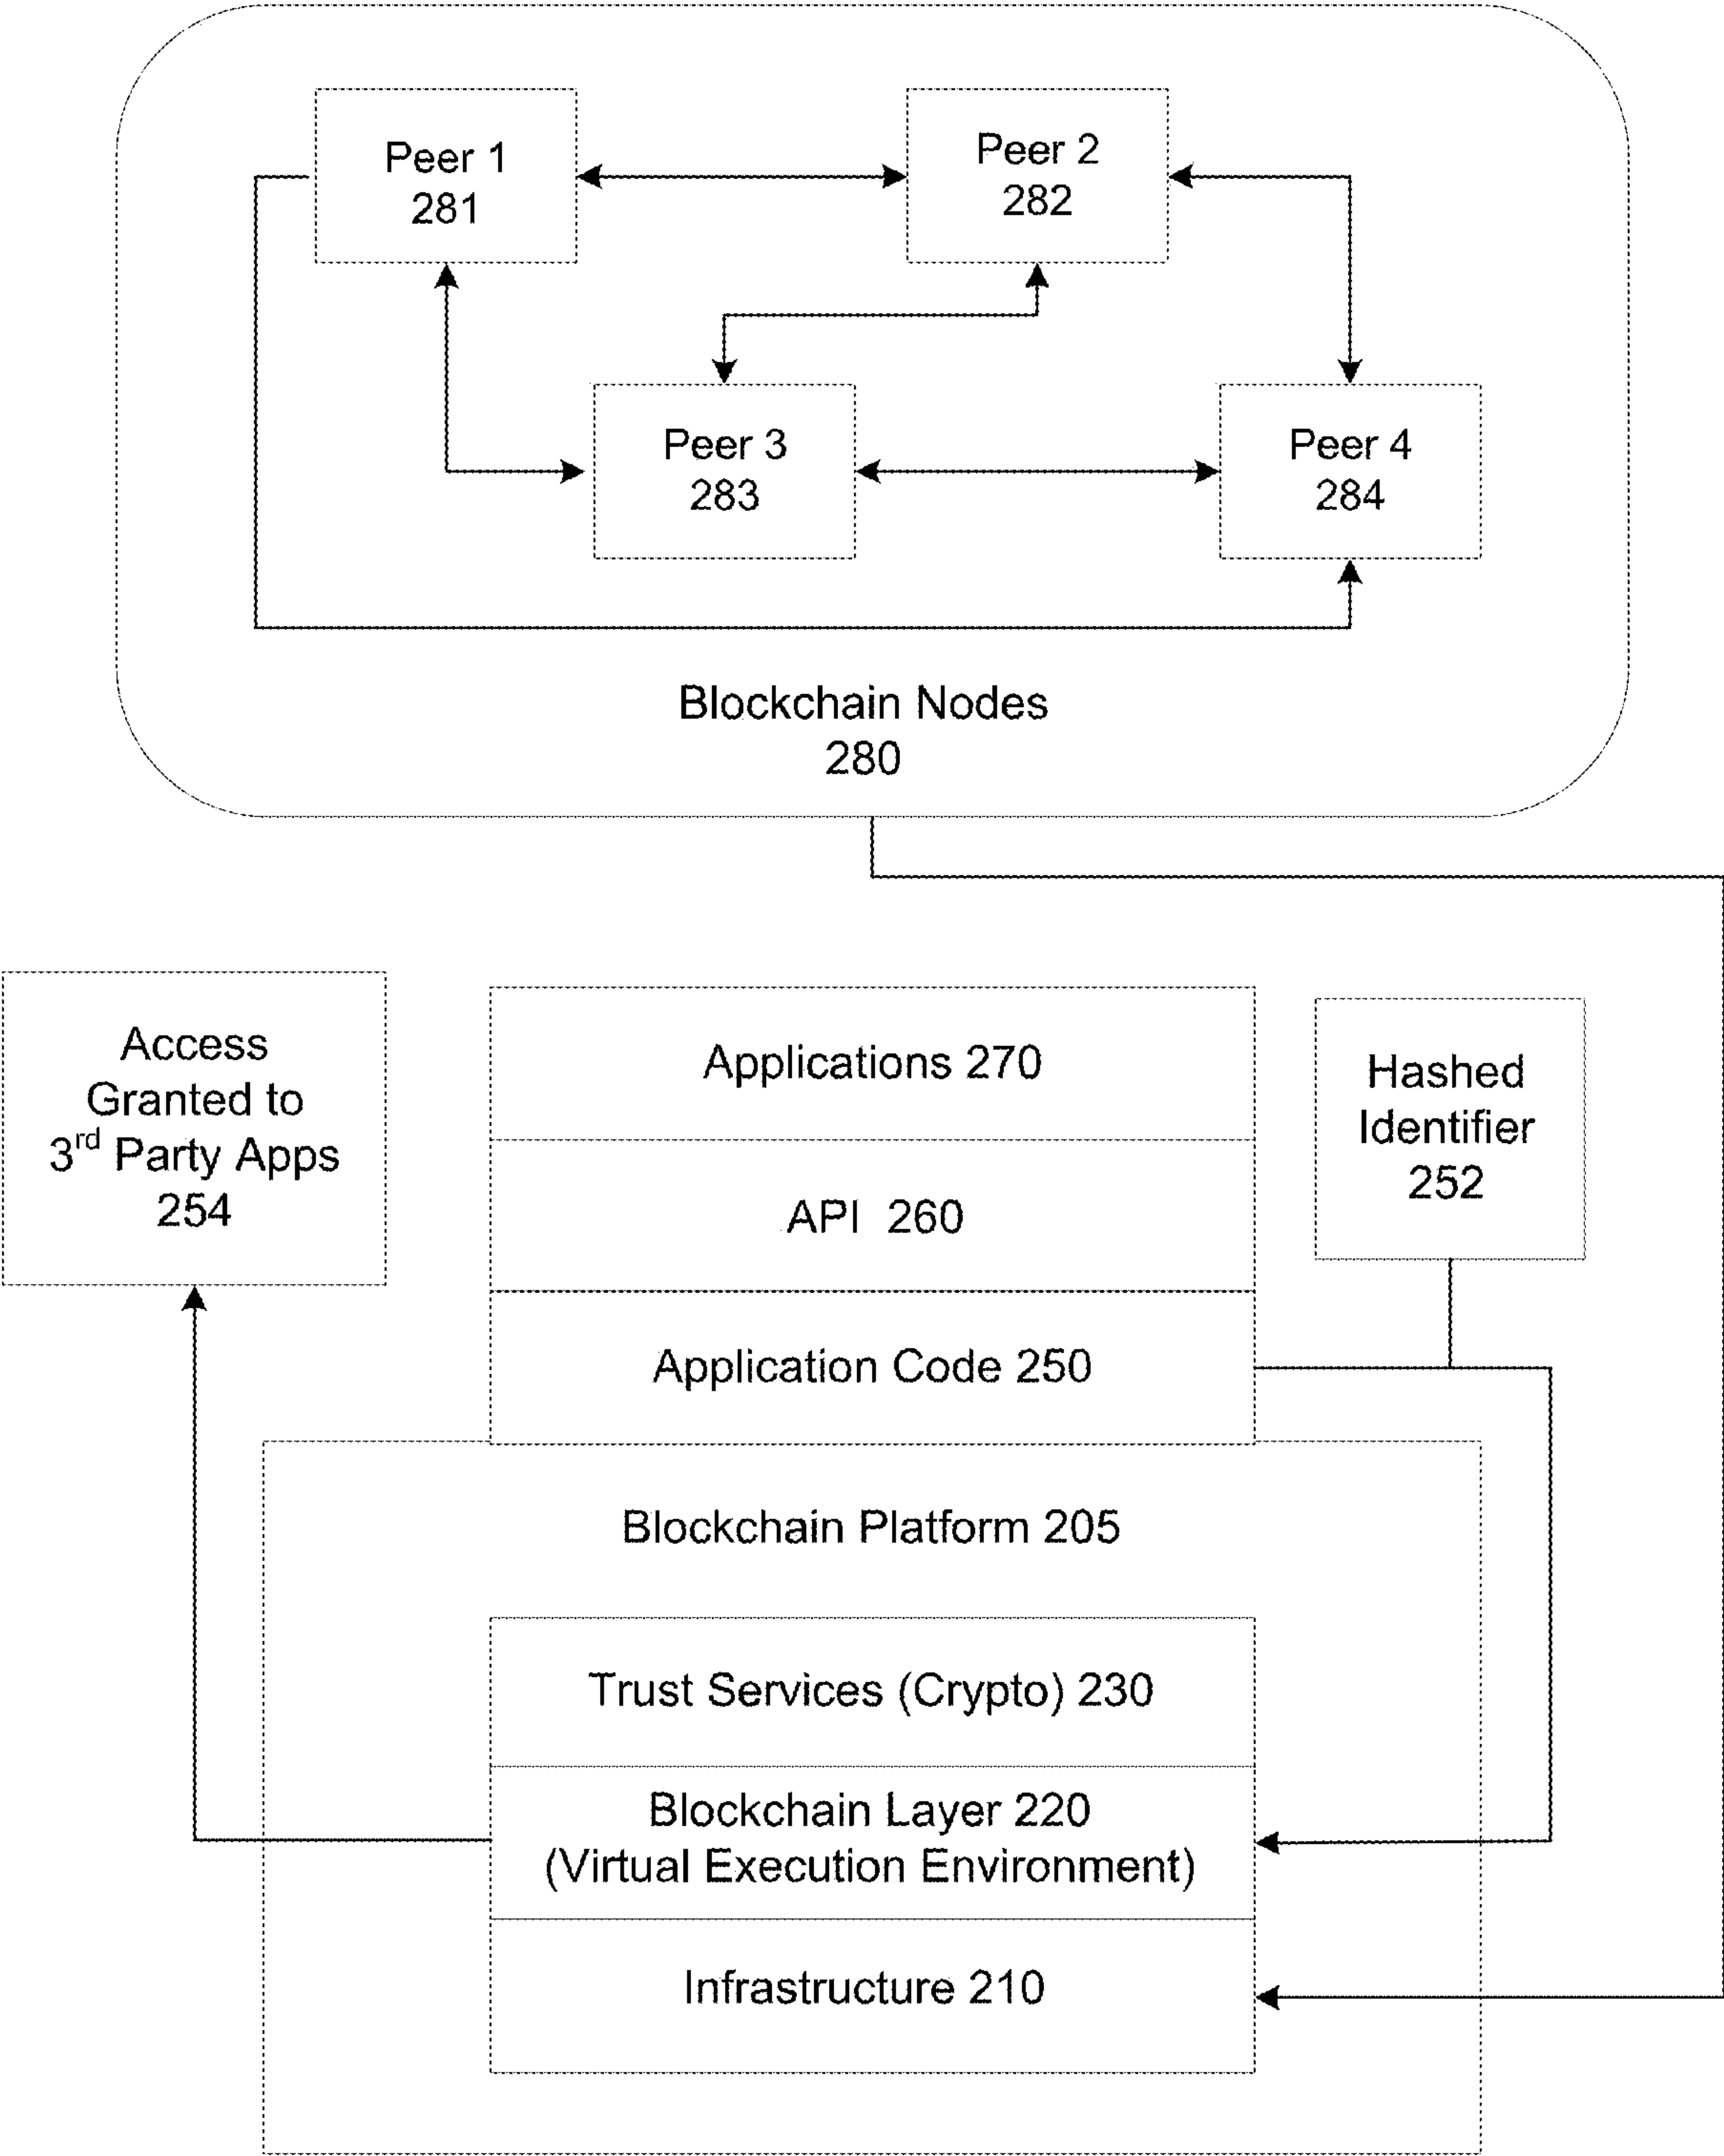 Peer 1
281
Peer 2
282
Peer 3
283
Peer 4
284
Blockchain Nodes
280
Access
Granted to
3rd Party Apps
254
Applications 270
API 260
Application Code 250
Hashed
Identifier
252
Blockchain Platform 205
Trust Services (Crypto) 230
Blockchain Layer 220
(Virtual Execution Environment)
Infrastructure 210